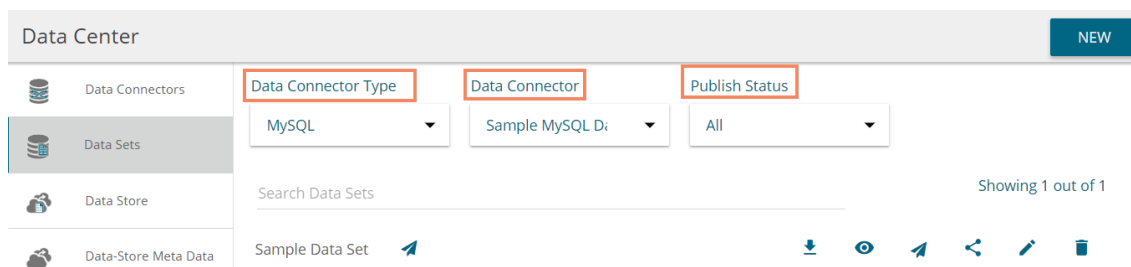 Data Center
NEW
Data Connectors
Data Connector Type
Data Connector
Publish Status
MySQL
Sample MySQL Da
All
Data Sets
Search Data Sets
Showing 1 out of 1
Data Store
Sample Data Set
Data-Store Meta Data